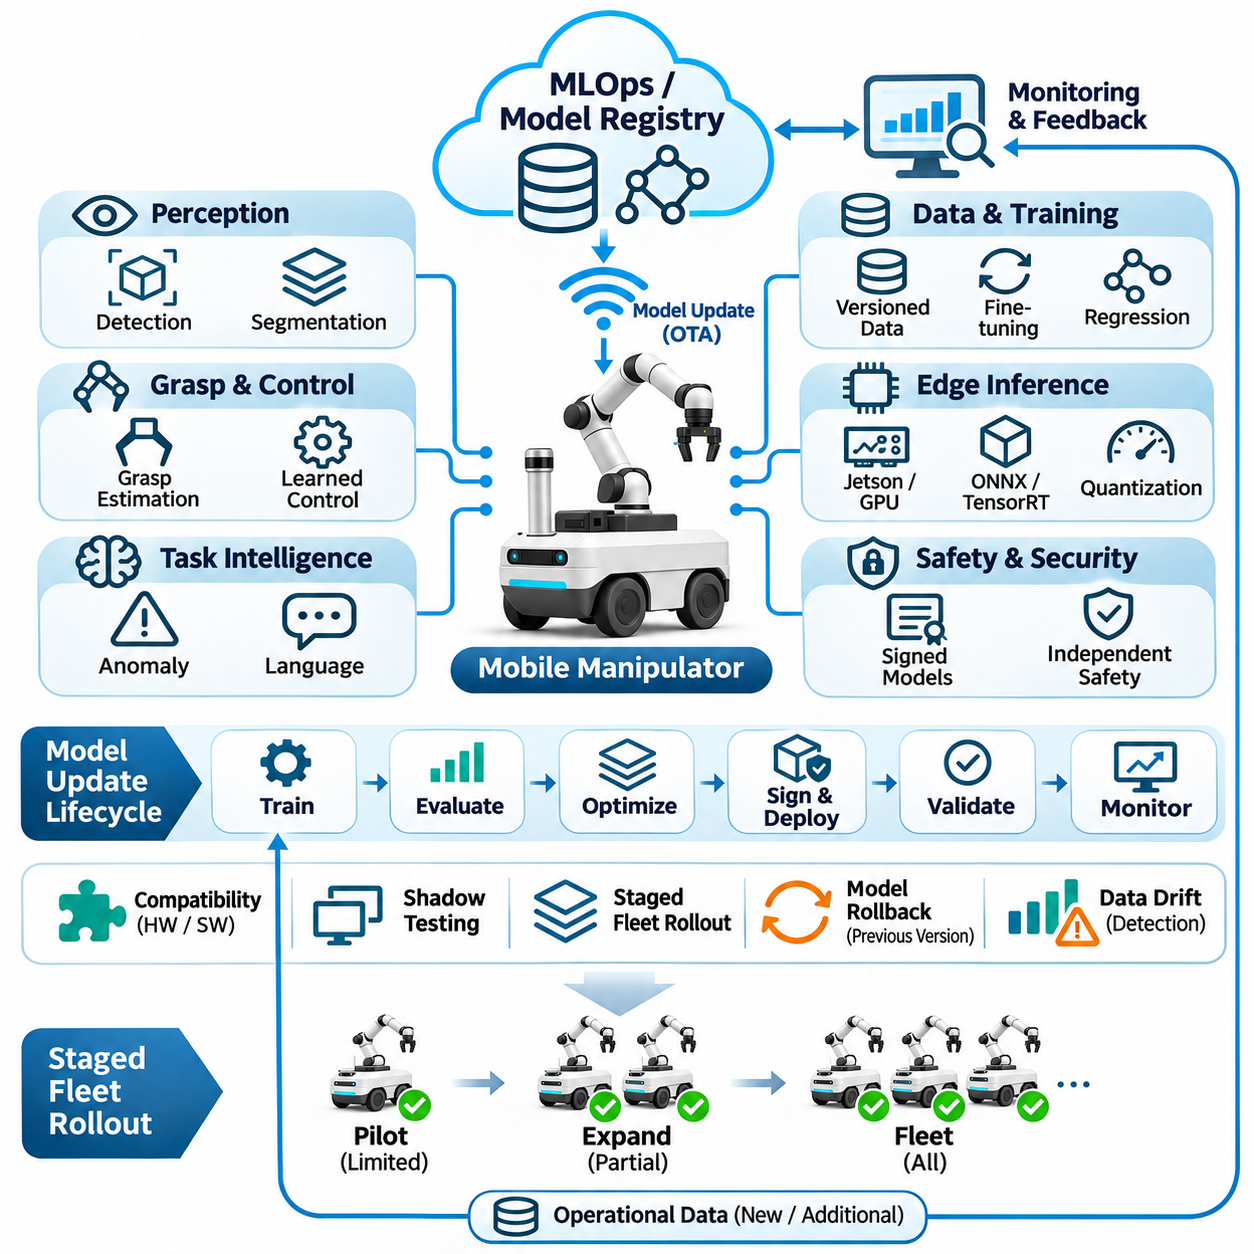 MLOps /
Model Registry
Monitoring
& Feedback
Perception
Detection
Segmentation
Model Update
(OTA)
Data & Training
Versioned
Data
Fine-
tuning
Regression
Grasp & Control
Grasp
Estimation
Learned
Control
Edge Inference
Jetson /
GPU
ONNX /
TensorRT
Quantization
Task Intelligence
Anomaly
Language
Safety & Security
Signed
Models
Independent
Safety
Mobile Manipulator
Model
Update
Lifecycle
Train
Evaluate
Optimize
Sign &
Deploy
Validate
Monitor
Compatibility
(HW / SW)
Shadow
Testing
Staged
Fleet Rollout
Model
Rollback
(Previous Version)
Data Drift
(Detection)
Staged
Fleet
Rollout
Pilot
(Limited)
Expand
(Partial)
Fleet
(All)
Operational Data (New / Additional)